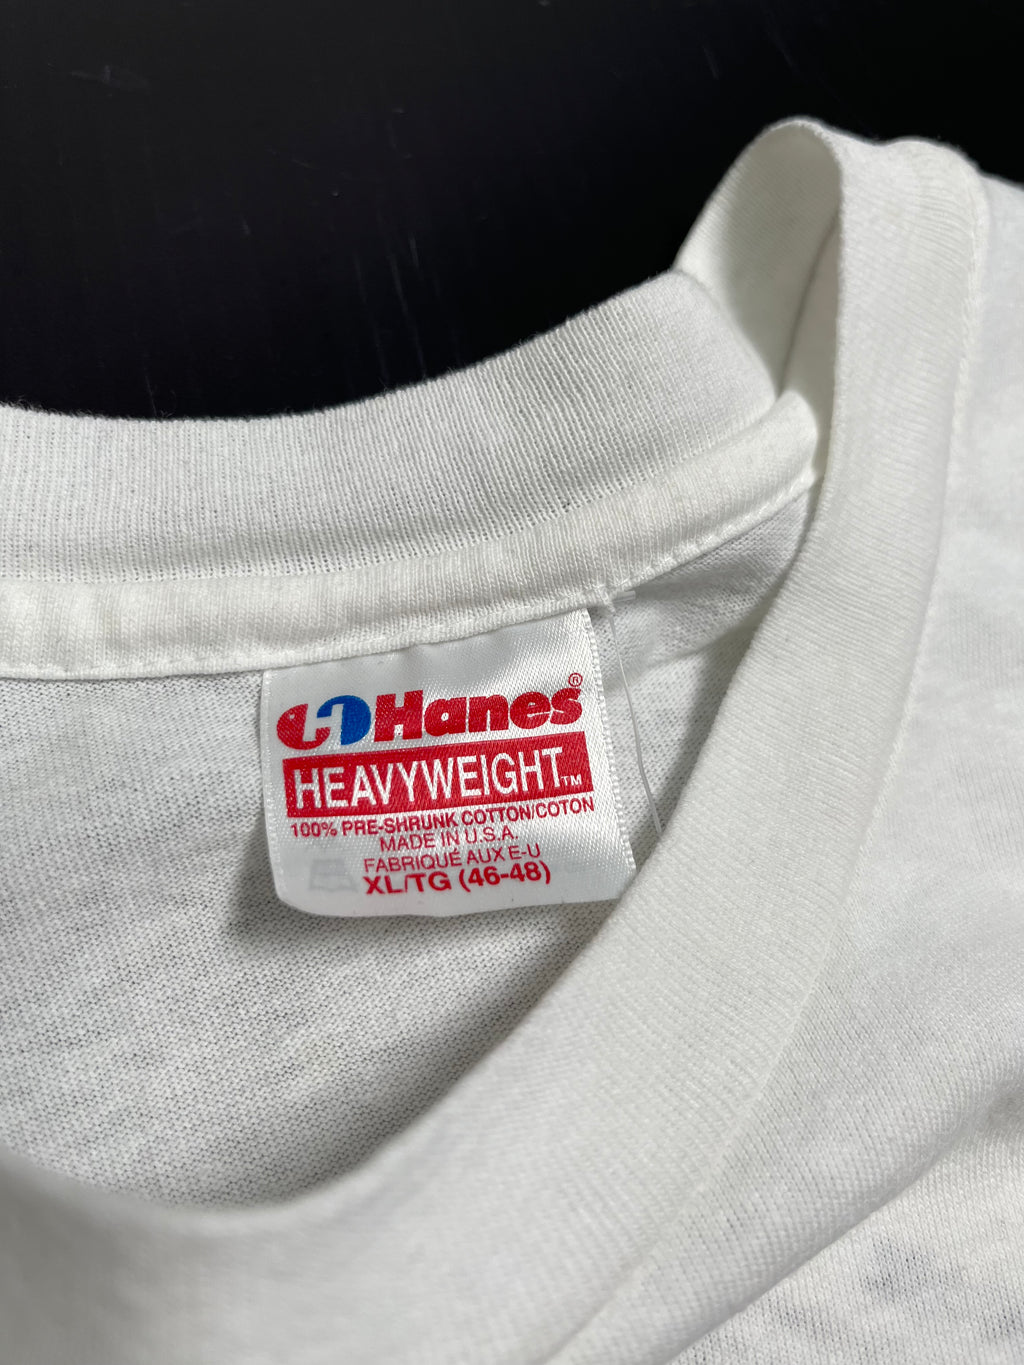 Hanes®
HEAVYWEIGHT™
100% PRE-SHRUNK COTTON/COTON
MADE IN U.S.A.
FABRIQUÉ AUX E-U
XL/TG (46-48)